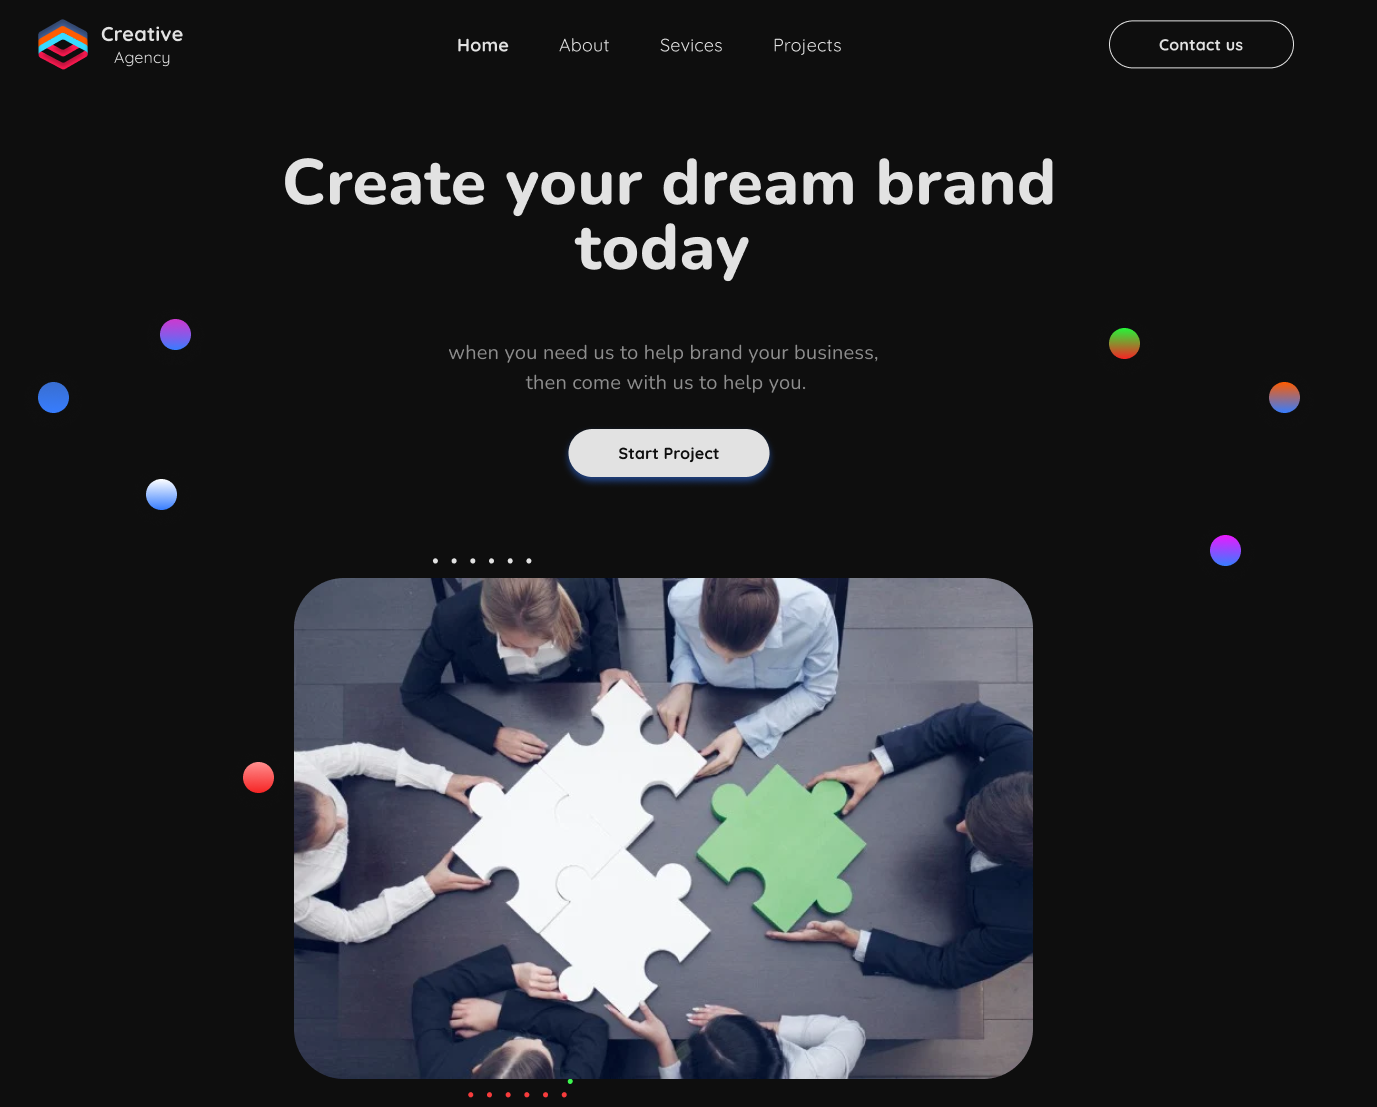 Creative
Agency
Home
About
Sevices
Projects
Contact us
Create your dream brand
today
when you need us to help brand your business,
then come with us to help you.
Start Project